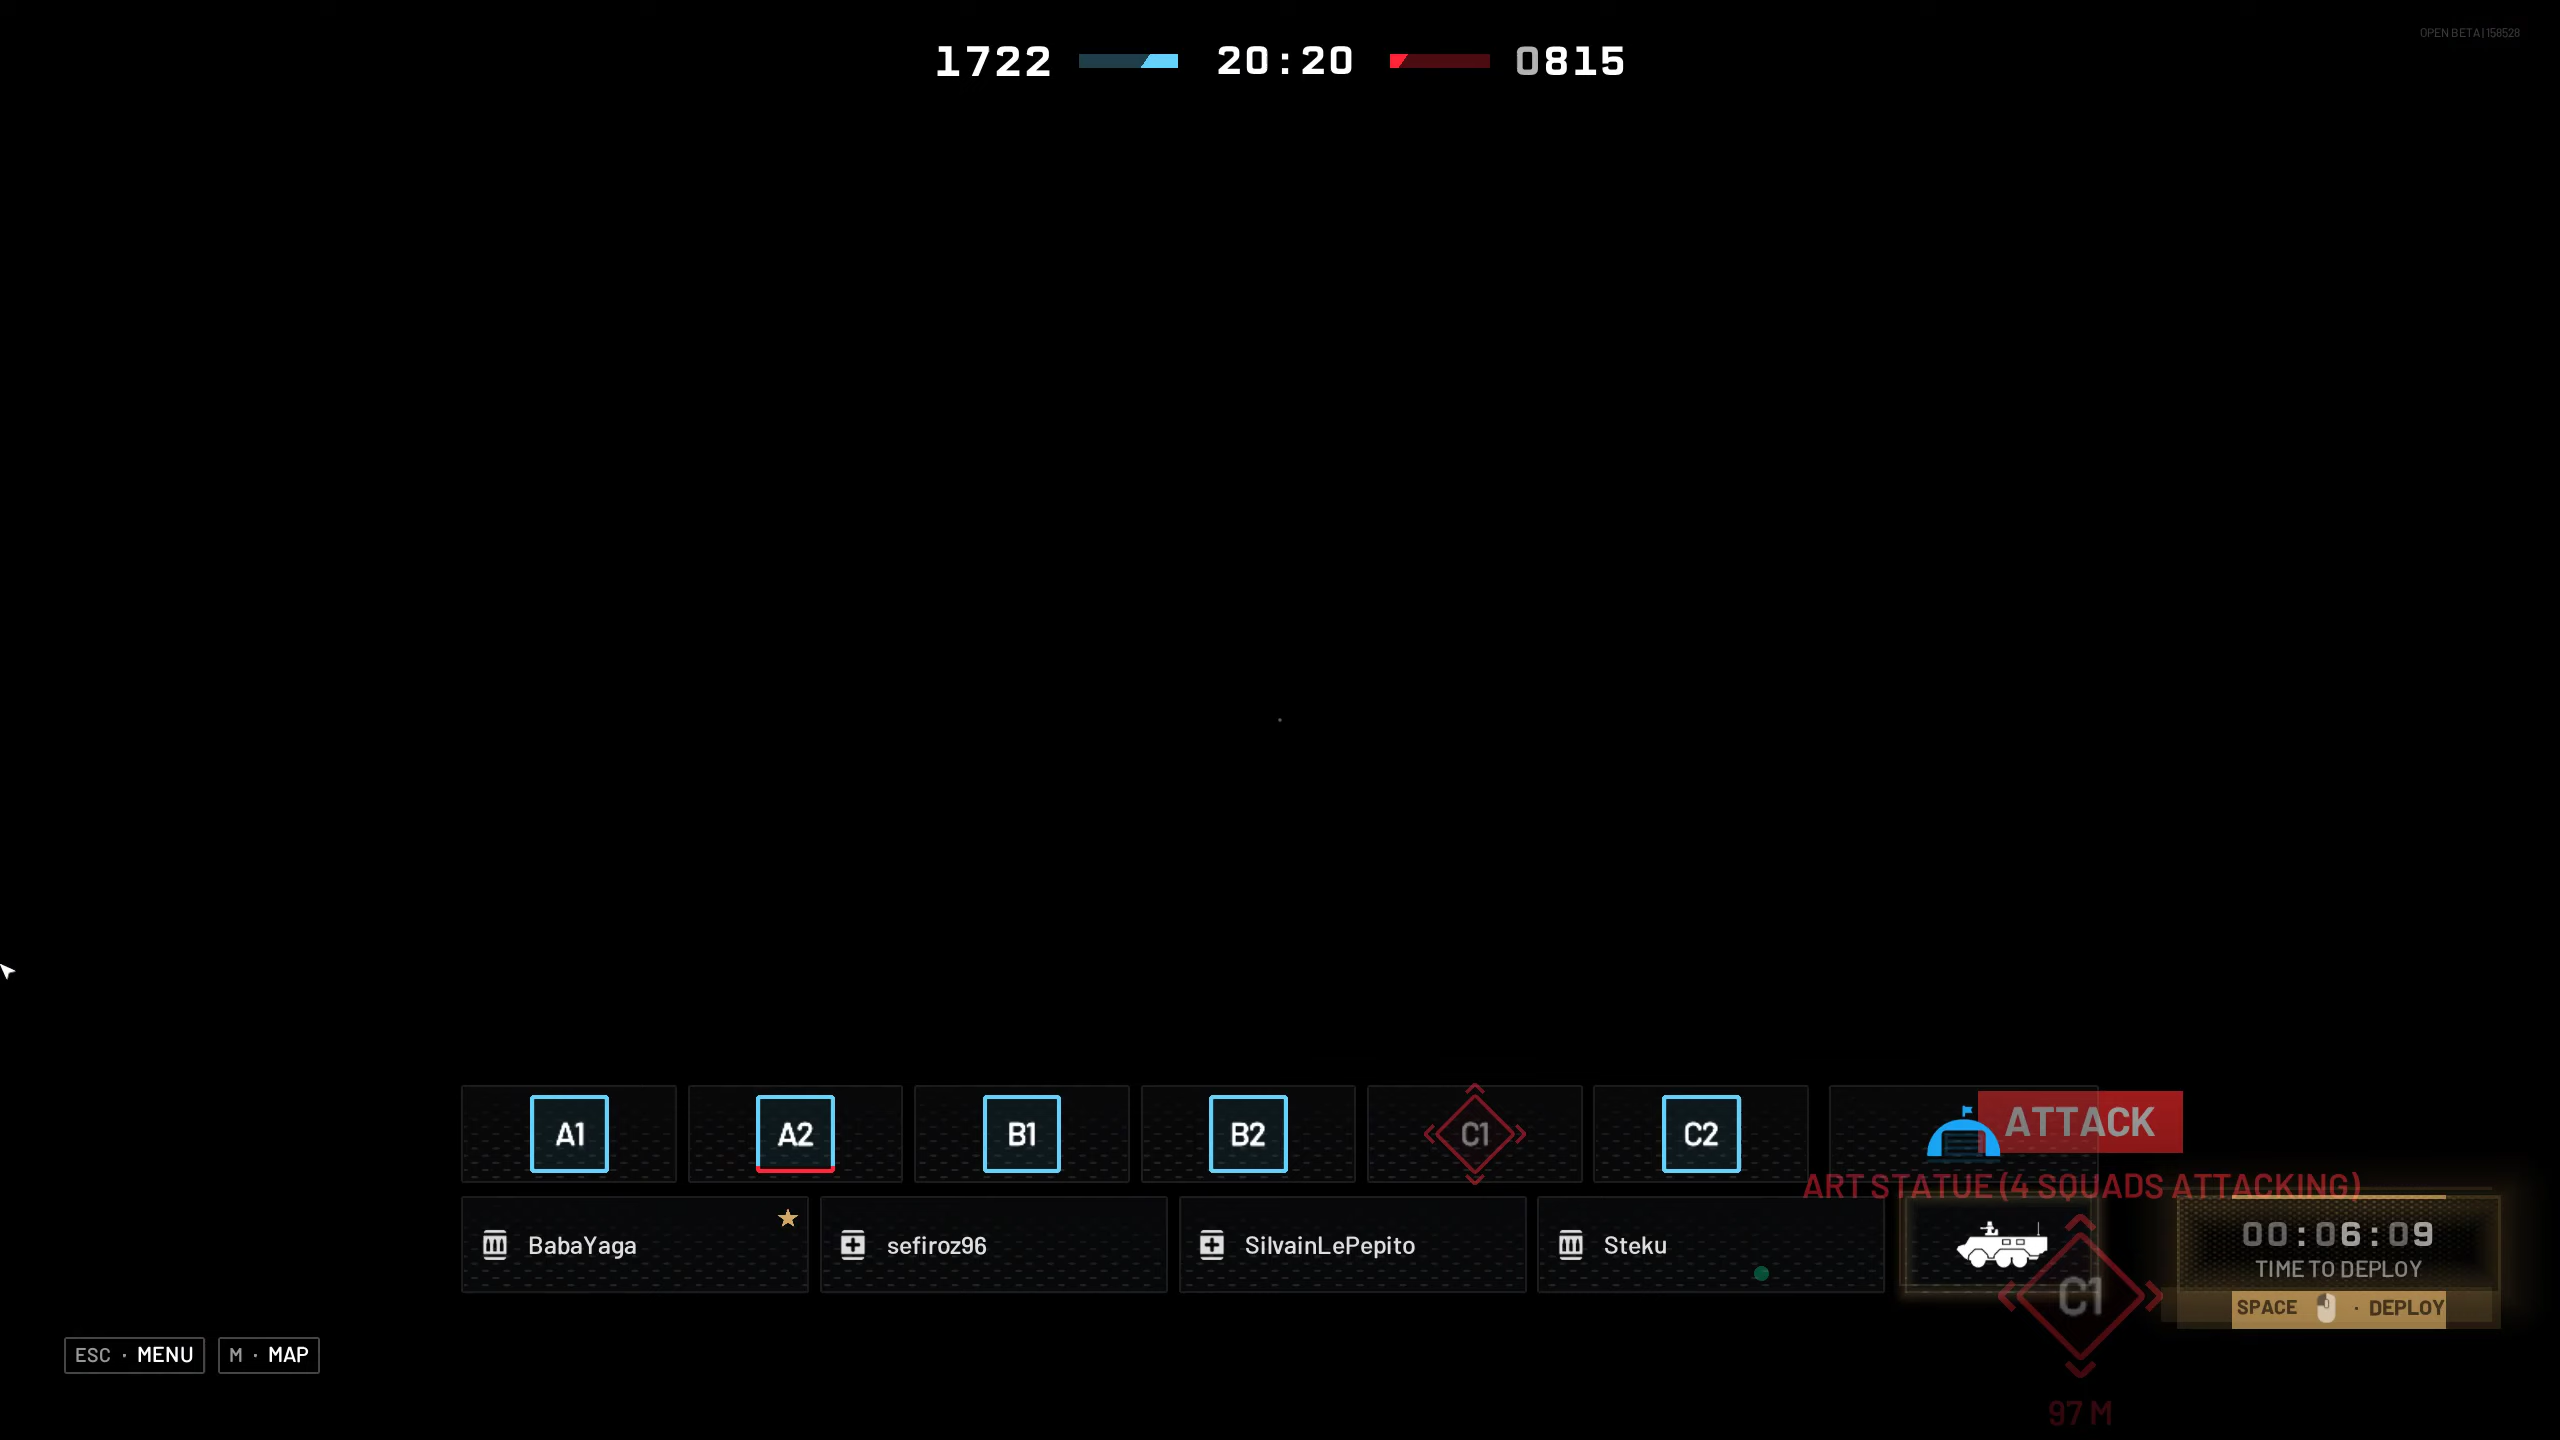 OPEN BETA | 158528
1722 20:20 0815
A1 A2 B1 B2 C1 C2
ATTACK
ART STATUE (4 SQUADS ATTACKING)
BabaYaga sefiroz96 SilvainLePepito Steku
00:06:09
TIME TO DEPLOY
C1
SPACE · DEPLOY
ESC · MENU M · MAP
97 M